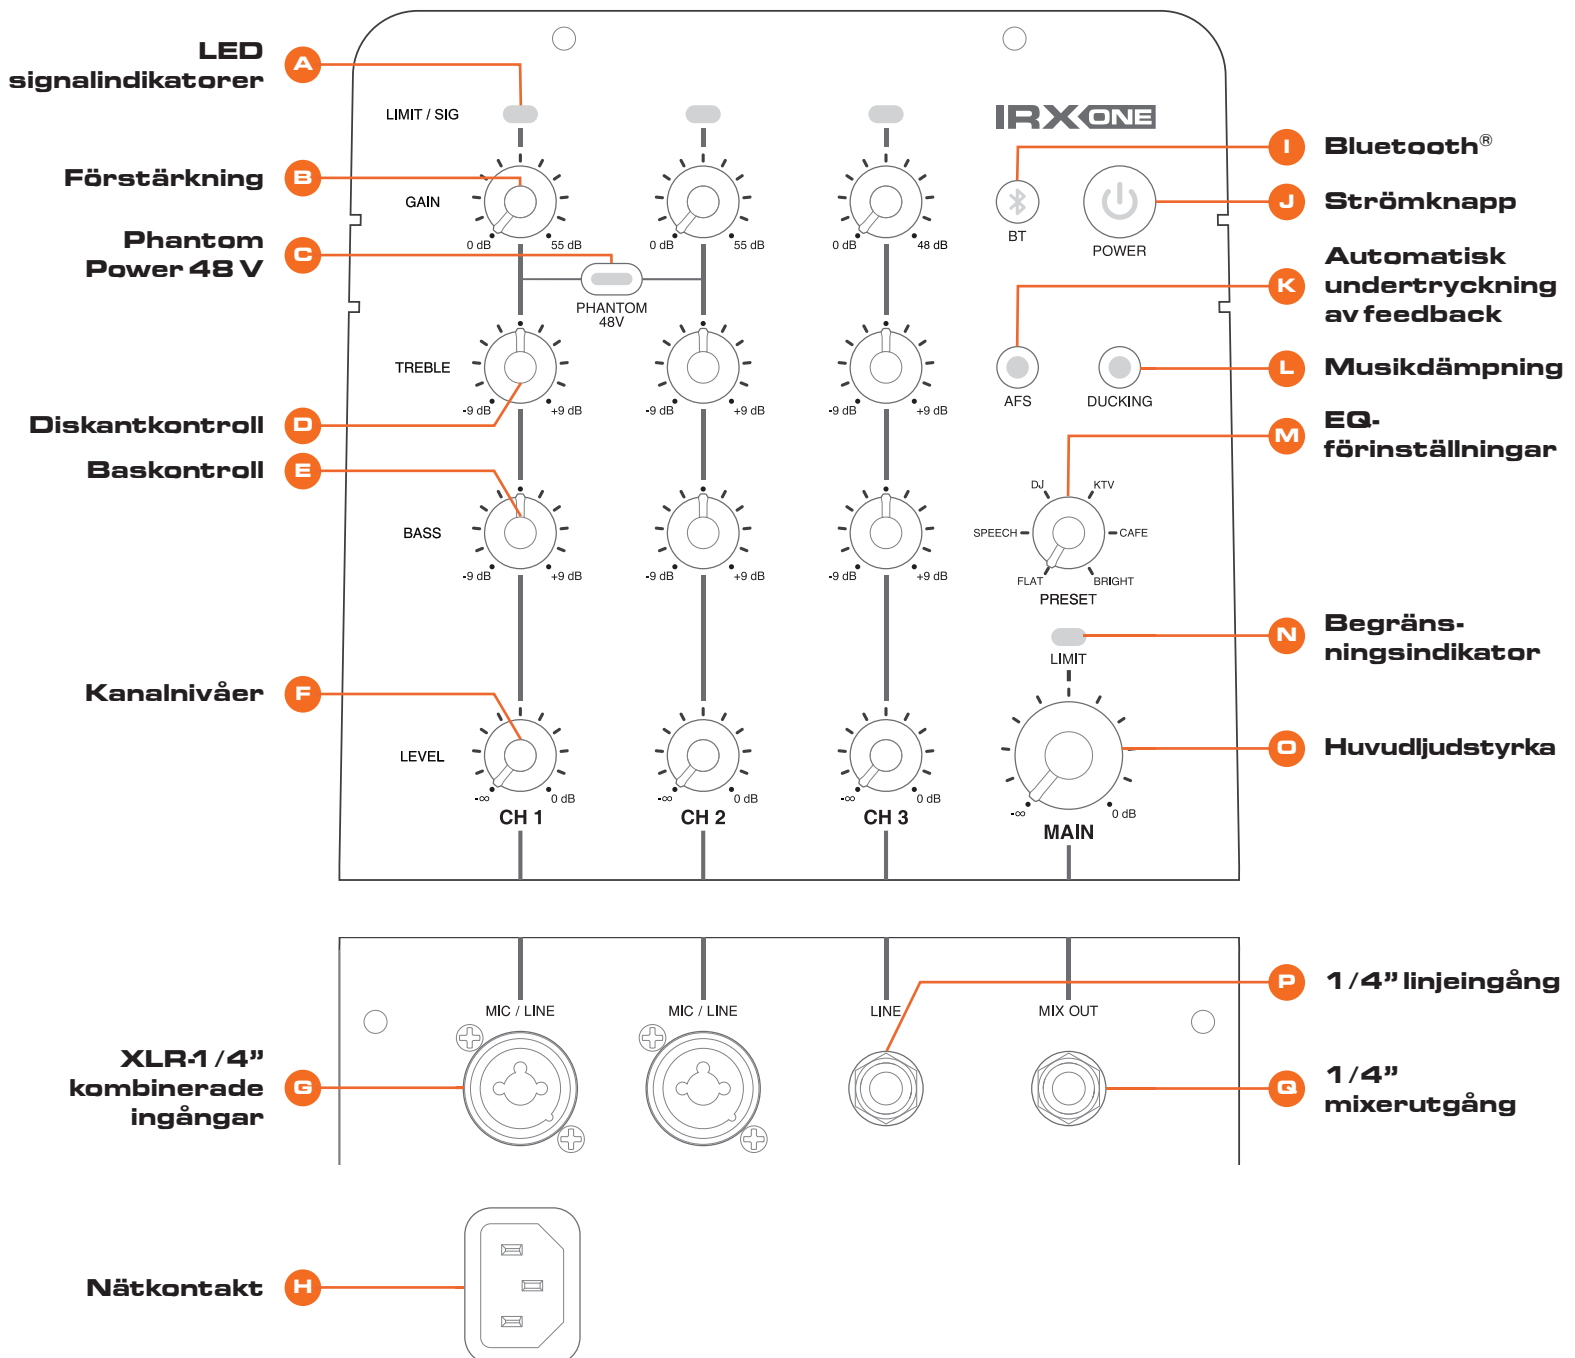 LED
signalindikatorer
A
LIMIT / SIG
IRX ONE
Förstärkning
B
GAIN
0 dB
55 dB
0 dB
55 dB
0 dB
48 dB
BT
POWER
I
Bluetooth®
J
Strömknapp
Phantom
Power 48 V
C
PHANTOM
48V
K
Automatisk
undertryckning
av feedback
TREBLE
-9 dB
+9 dB
-9 dB
+9 dB
-9 dB
+9 dB
AFS
DUCKING
L
Musikdämpning
Diskantkontroll
D
Baskontroll
E
M
EQ-
förinställningar
BASS
-9 dB
+9 dB
-9 dB
+9 dB
-9 dB
+9 dB
DJ
KTV
SPEECH
CAFE
FLAT
BRIGHT
PRESET
LIMIT
N
Begräns-
ningsindikator
Kanalnivåer
F
LEVEL
-∞
0 dB
-∞
0 dB
-∞
0 dB
-∞
0 dB
CH 1
CH 2
CH 3
MAIN
O
Huvudljudstyrka
MIC / LINE
MIC / LINE
LINE
MIX OUT
P
1/4” linjeingång
XLR-1/4”
kombinerade
ingångar
G
Q
1/4”
mixerutgång
Nätkontakt
H